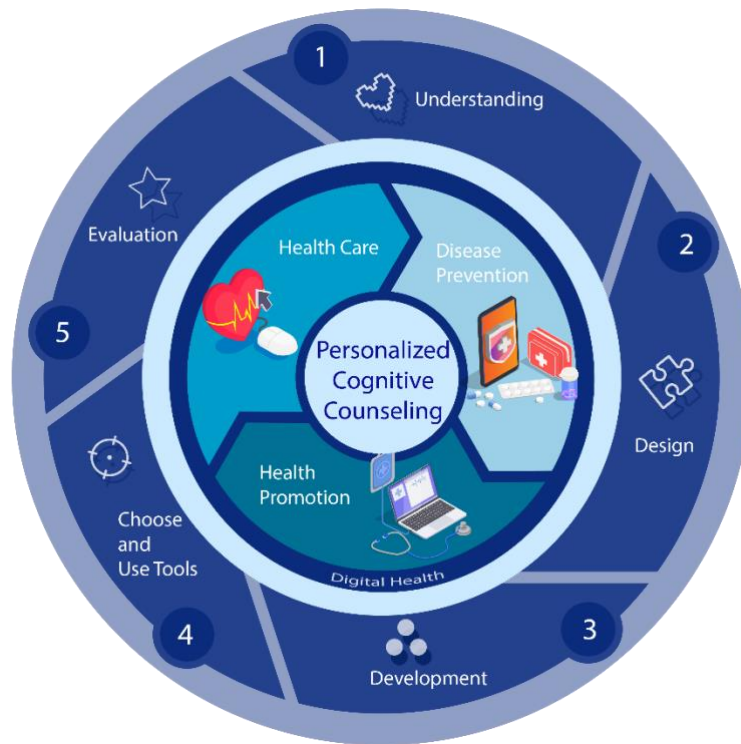 1
Understanding
2
Design
3
Development
4
Choose
and
Use Tools
5
Evaluation
Health Care
Disease
Prevention
Health
Promotion
Personalized
Cognitive
Counseling
Digital Health